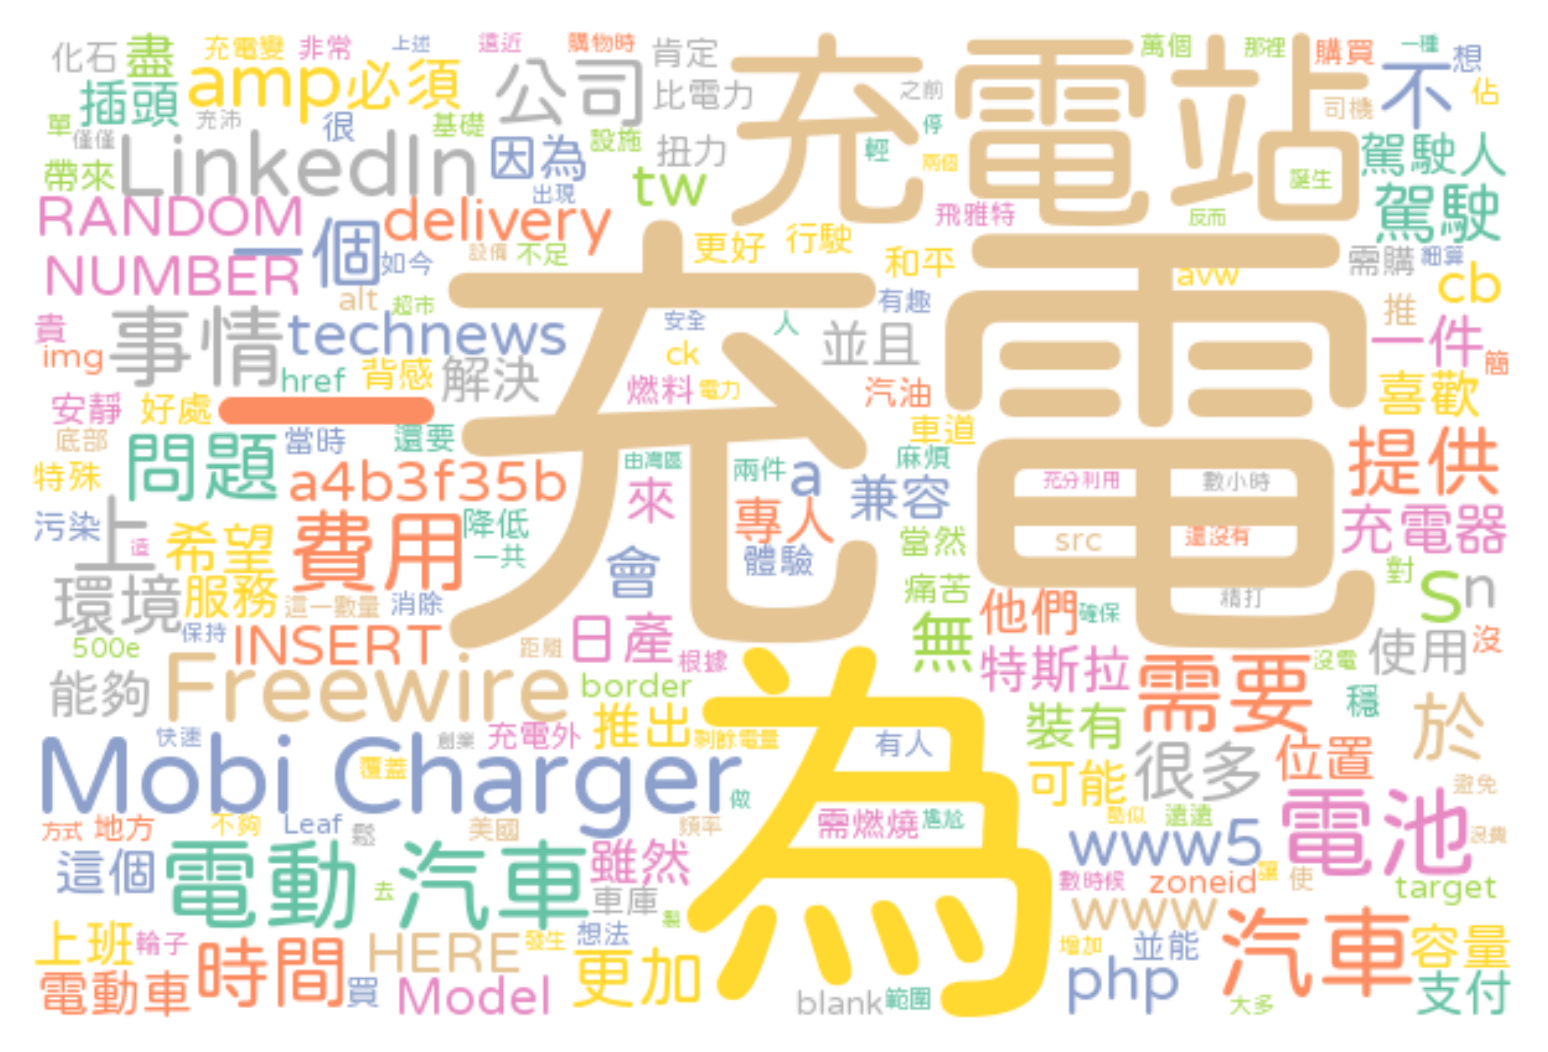 化石 盡 充電變 非常 上述 遠近 購物時 肯定 充電站 萬個 那裡 購買 一種 想
插頭 amp 必須 公司 比電力 之前 司機 不 佔
單 僅僅 充沛 很 基礎 設施 扭力 停 輕 兩個 誕生 駕駛人
帶來 LinkedIn 因為 出現 tw 飛雅特 反而 駕駛
RANDOM 一個 delivery 更好 行駛 和平 需購 細算
NUMBER 如今 設備 不足 充電 avw cb
alt 超市 有趣 推
貴 事情 technews 安全 人 並且 一件
img href 背感 解決 ck 燃料 電力 汽油 簡 喜歡
安靜 好處 一 車道
底部 問題 當時 還要 由灣區 兩件 a 麻煩 提供
特殊 a4b3f35b 來 兼容 充分利用 數小時
污染 上 造 希望 費用 降低 一共 專人 當然 src 還沒有 充電器
環境 服務 這一數量 消除 會 體驗 痛苦 精打 對 S n
500e 保持 INSERT 距離 日產 根據 無 他們 確保 使用 沒
能夠 Freewire border 特斯拉 需要 沒電 穩
快速 創業 充電外 推出 剩餘電量 為 有人 裝有 於
Mobi Charger 覆蓋 做 可能 很多 位置 避免
方式 地方 不夠 Leaf 鬆 美國 頻率 需燃燒 尷尬 酷似 遠遠 電池 浪費
這個 電動 汽車 雖然 www5
去 車庫 製 數時候 zoneid 讓 使 target
上班 輪子 時間 HERE 發生 想法 www 增加 並能 汽車 容量
電動車 買 Model 更加 blank 範圍 php 大多 支付